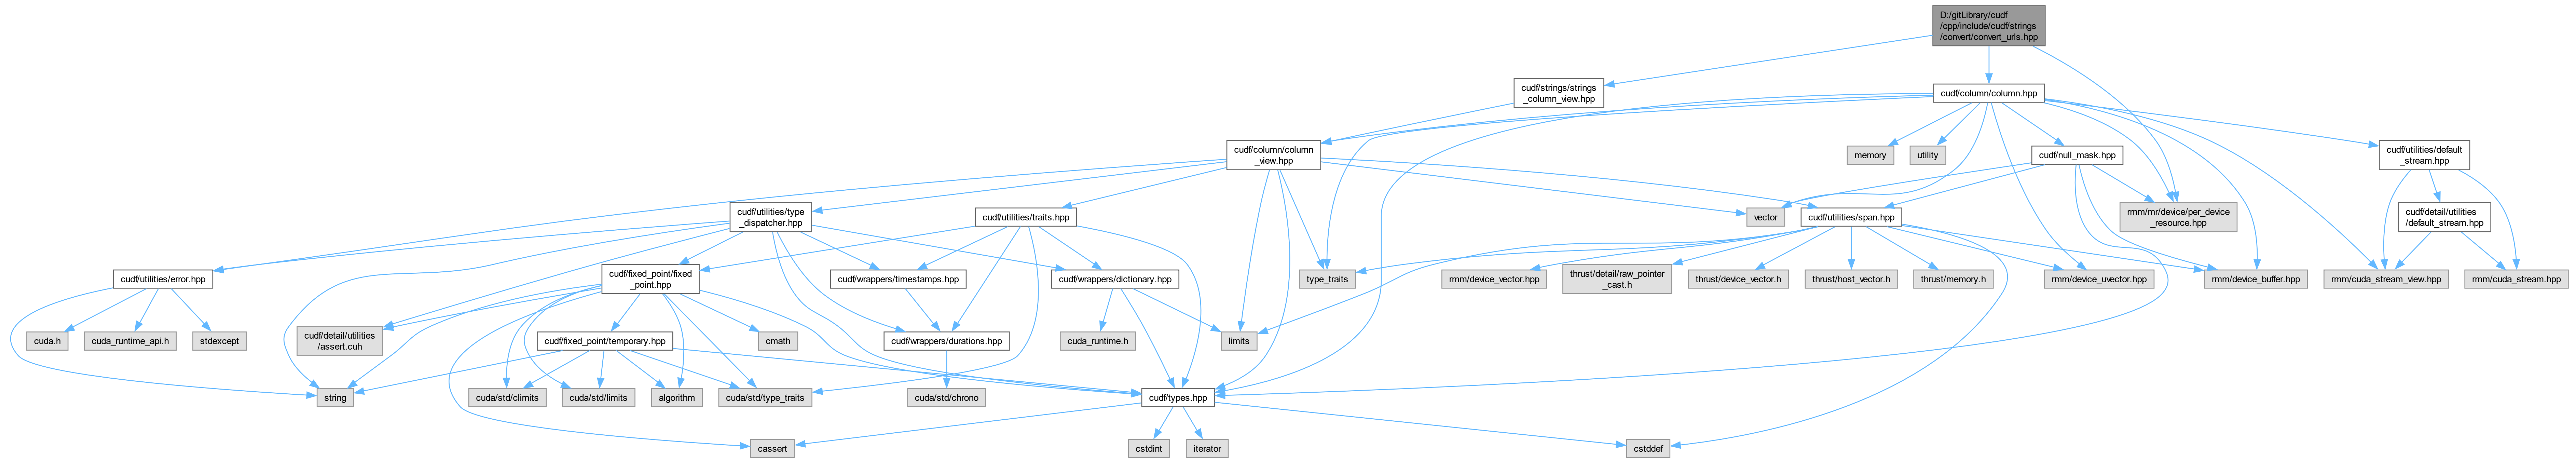 D:/gitLibrary/cudf
/cpp/include/cudf/strings
/convert/convert_urls.hpp
cudf/strings/strings
_column_view.hpp
cudf/column/column.hpp
cudf/column/column
_view.hpp
memory
utility
cudf/null_mask.hpp
cudf/utilities/default
_stream.hpp
cudf/utilities/type
_dispatcher.hpp
cudf/utilities/traits.hpp
vector
cudf/utilities/span.hpp
rmm/mr/device/per_device
_resource.hpp
cudf/detail/utilities
/default_stream.hpp
cudf/utilities/error.hpp
cudf/fixed_point/fixed
_point.hpp
cudf/wrappers/timestamps.hpp
cudf/wrappers/dictionary.hpp
type_traits
rmm/device_vector.hpp
thrust/detail/raw_pointer
_cast.h
thrust/device_vector.h
thrust/host_vector.h
thrust/memory.h
rmm/device_uvector.hpp
rmm/device_buffer.hpp
rmm/cuda_stream_view.hpp
rmm/cuda_stream.hpp
cuda.h
cuda_runtime_api.h
stdexcept
cudf/detail/utilities
/assert.cuh
cudf/fixed_point/temporary.hpp
cmath
cudf/wrappers/durations.hpp
cuda_runtime.h
limits
string
cuda/std/climits
cuda/std/limits
algorithm
cuda/std/type_traits
cuda/std/chrono
cudf/types.hpp
cassert
cstdint
iterator
cstddef